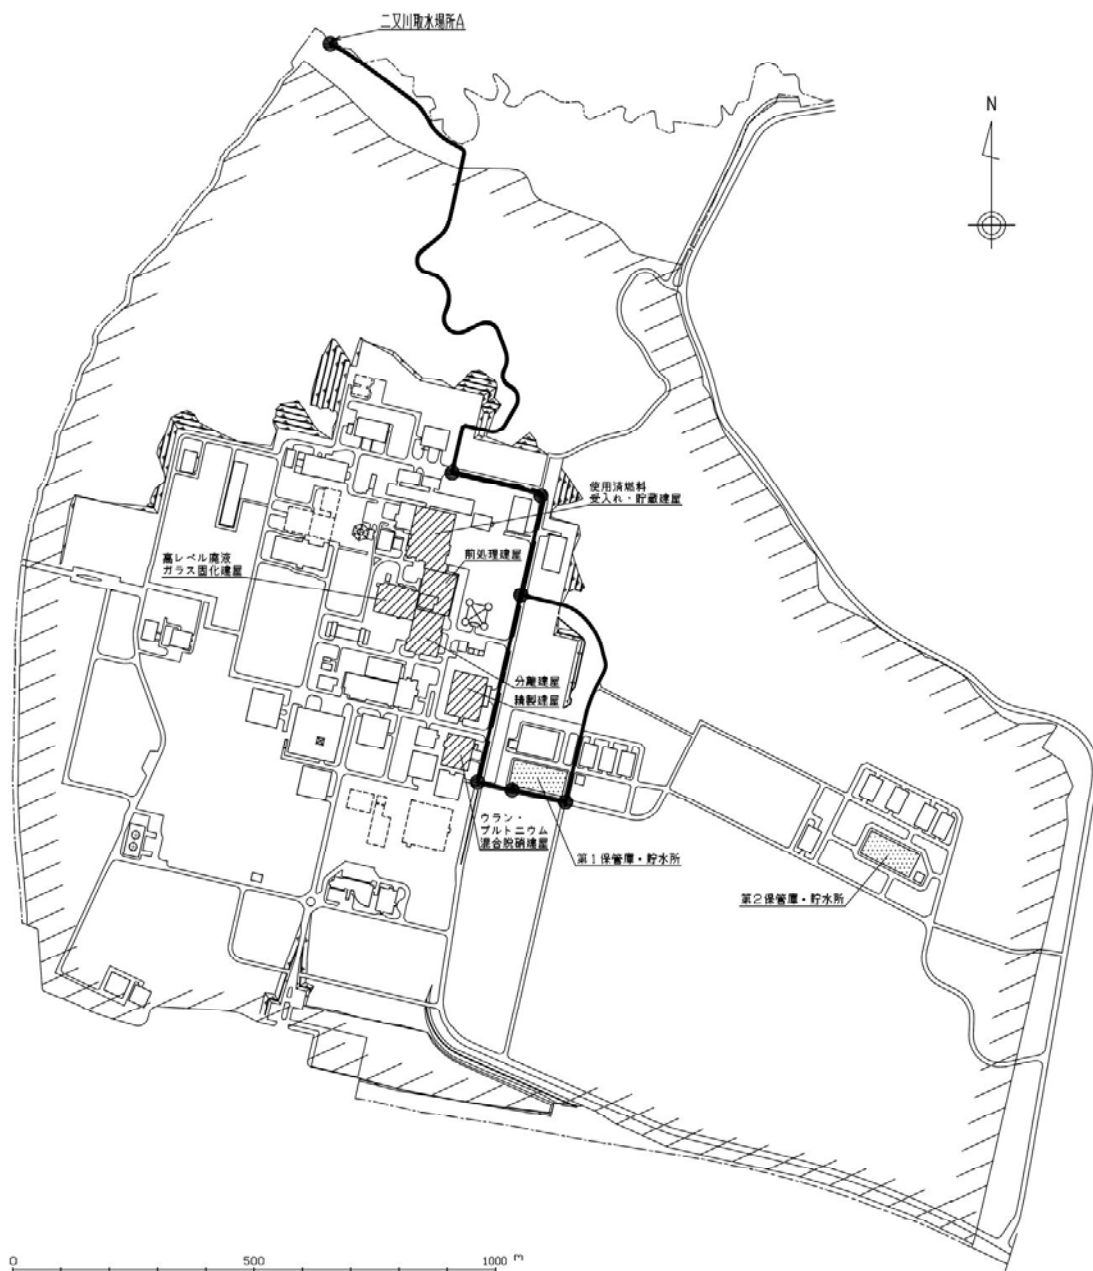 二又川取水場所A
N
使用済燃料
受入れ・貯蔵建屋
前処理建屋
高レベル廃液
ガラス固化建屋
分離建屋
精製建屋
ウラン・
プルトニウム
混合脱硝建屋
第1保管庫・貯水所
第2保管庫・貯水所
0 500 1000 m